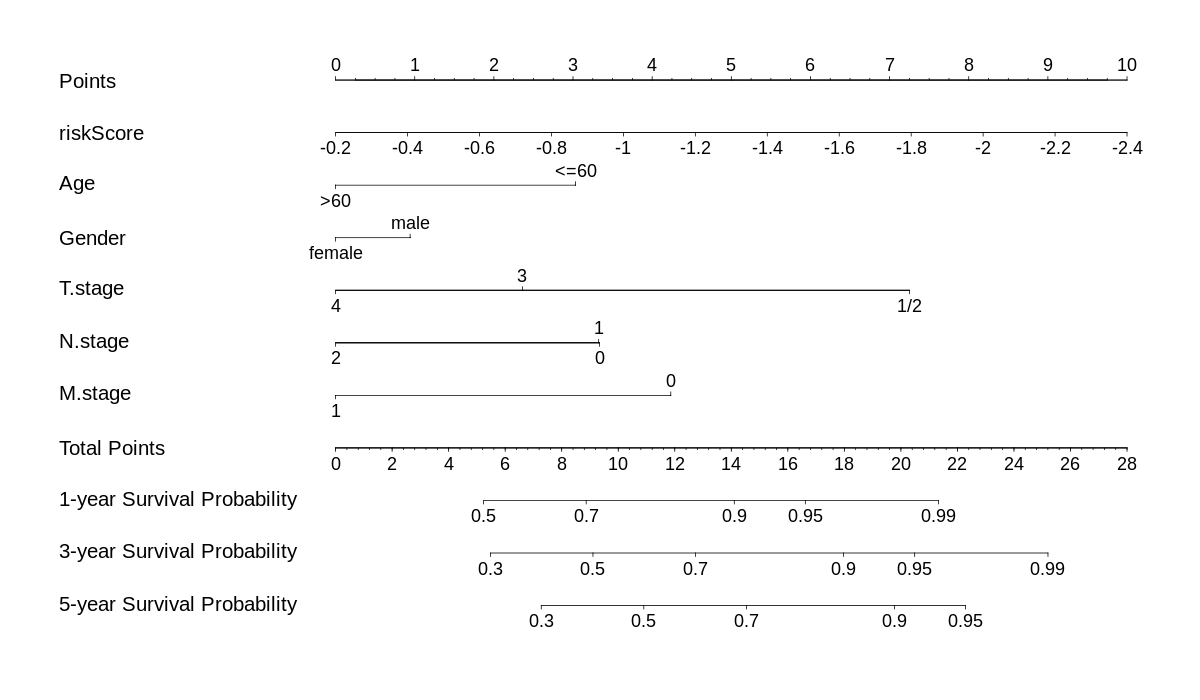 0 1 2 3 4 5 6 7 8 9 10
Points
riskScore
-0.2 -0.4 -0.6 -0.8 -1 -1.2 -1.4 -1.6 -1.8 -2 -2.2 -2.4
<=60
Age
>60
male
Gender
female
3
T.stage
4 1/2
1
N.stage
2 0
0
M.stage
1
Total Points
0 2 4 6 8 10 12 14 16 18 20 22 24 26 28
1-year Survival Probability
0.5 0.7 0.9 0.95 0.99
3-year Survival Probability
0.3 0.5 0.7 0.9 0.95 0.99
5-year Survival Probability
0.3 0.5 0.7 0.9 0.95